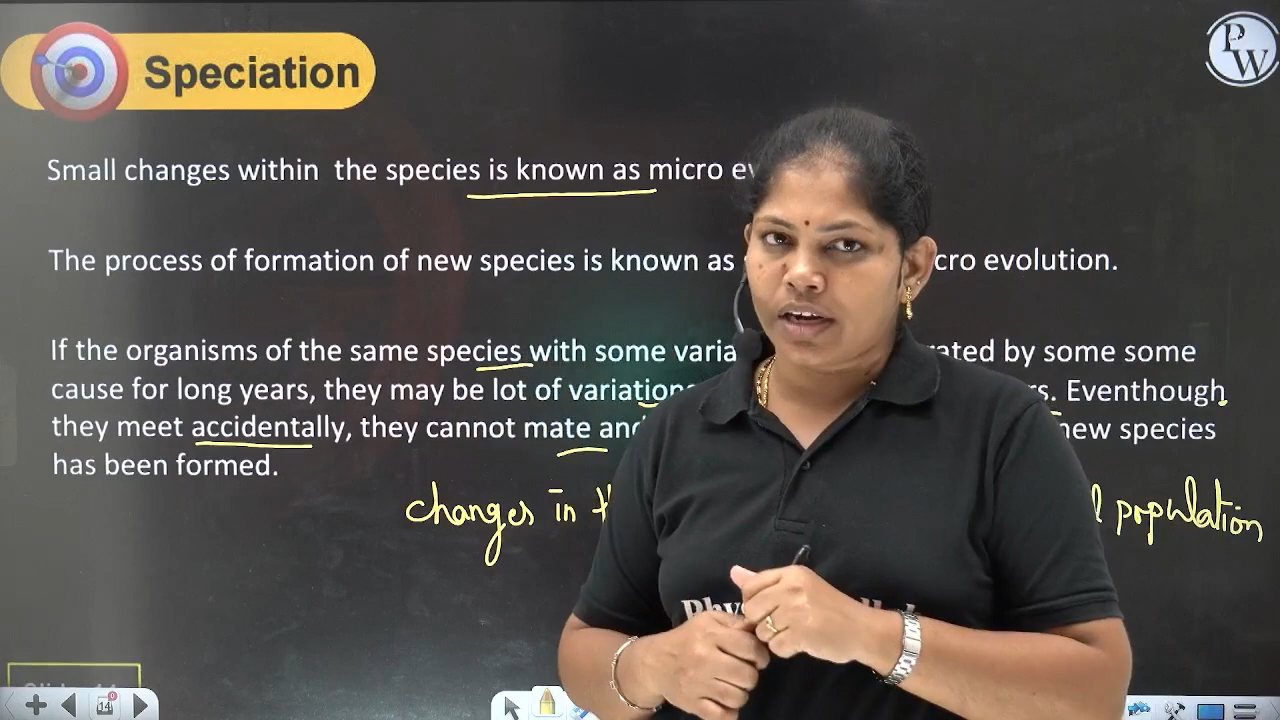 Speciation
PW
Small changes within the species is known as micro
The process of formation of new species is known as cro evolution.
If the organisms of the same species with some varia rated by some some
cause for long years, they may be lot of variations s. Eventhough
they meet accidentally, they cannot mate and new species
has been formed.
changes in population
14